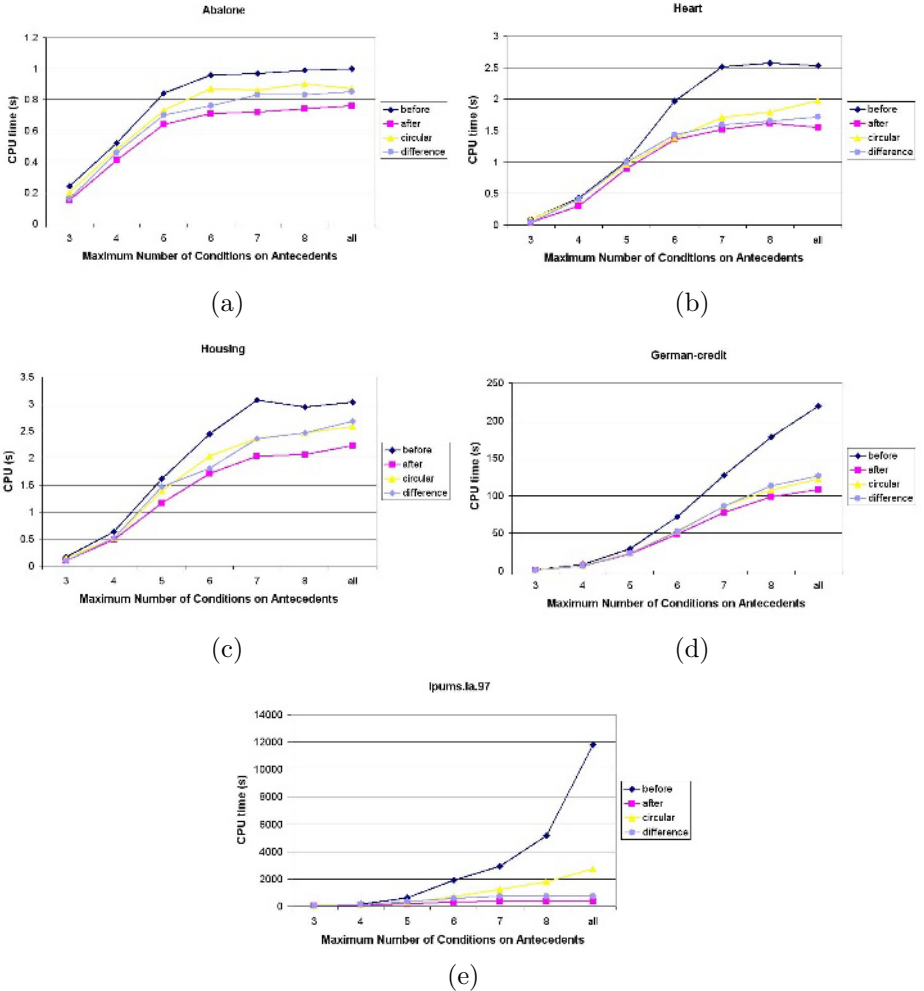 Abalone
1.2
1
0.8
0.6
0.4
0.2
0
CPU time (s)
3 4 5 6 7 8 all
Maximum Number of Conditions on Antecedents
before
after
circular
difference
(a)
Heart
3
2.5
2
1.5
1
0.5
0
CPU time (s)
3 4 5 6 7 8 all
Maximum Number of Conditions on Antecedents
before
after
circular
difference
(b)
Housing
3.5
3
2.5
2
1.5
1
0.5
0
CPU (s)
3 4 5 6 7 8 all
Maximum Number of Conditions on Antecedents
before
after
circular
difference
(c)
German-credit
250
200
150
100
50
0
CPU time (s)
3 4 5 6 7 8 all
Maximum Number of Conditions on Antecedents
before
after
circular
difference
(d)
Ipums.la.97
14000
12000
10000
8000
6000
4000
2000
0
CPU time (s)
3 4 5 6 7 8 all
Maximum Number of Conditions on Antecedents
before
after
circular
difference
(e)